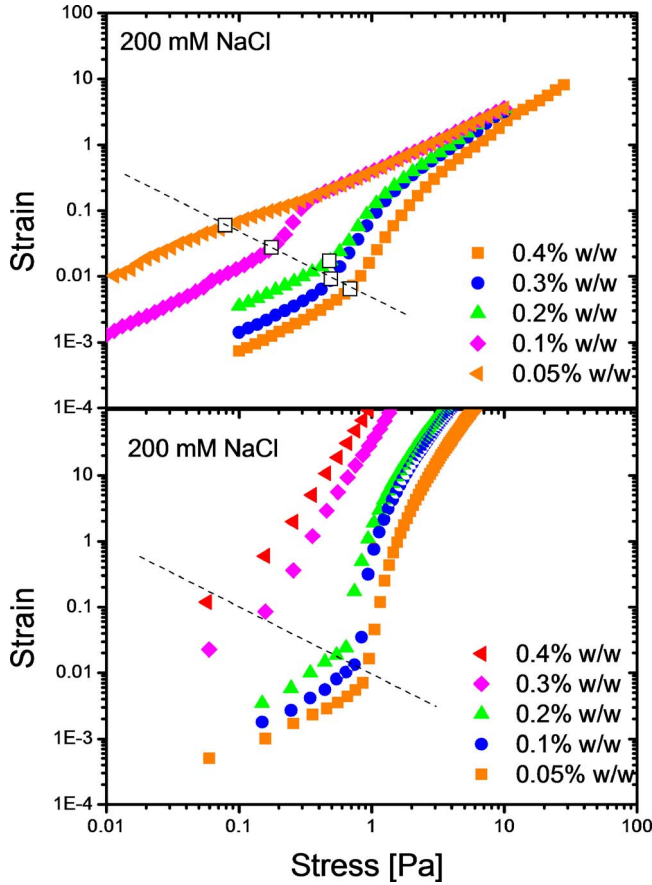 200 mM NaCl
100
10
1
0.1
0.01
1E-3
1E-4
Strain
0.4% w/w
0.3% w/w
0.2% w/w
0.1% w/w
0.05% w/w
200 mM NaCl
10
1
0.1
0.01
1E-3
1E-4
Strain
0.4% w/w
0.3% w/w
0.2% w/w
0.1% w/w
0.05% w/w
0.01
0.1
1
10
100
Stress [Pa]